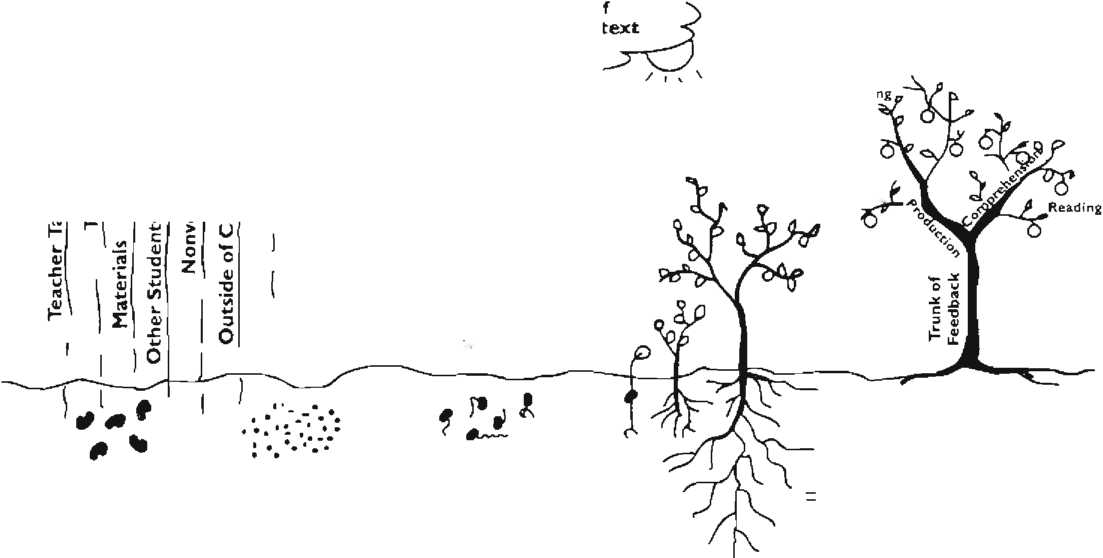 f
text
ng
Production
Comprehension
Reading
Trunk of
Feedback
Teacher Ta
T
Materials
Other Student
Nonv
Outside of C